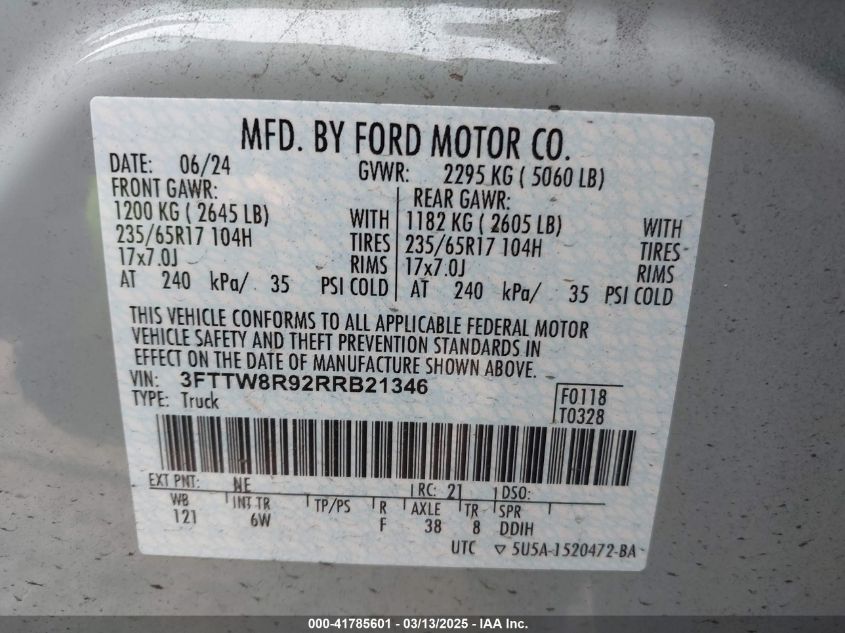 MFD. BY FORD MOTOR CO.
DATE: 06/24 GVWR: 2295 KG ( 5060 LB)
FRONT GAWR: REAR GAWR:
1200 KG ( 2645 LB) WITH 1182 KG ( 2605 LB) WITH
235/65R17 104H TIRES 235/65R17 104H TIRES
17x7.0J RIMS 17x7.0J RIMS
AT 240 kPa/ 35 PSI COLD AT 240 kPa/ 35 PSI COLD
THIS VEHICLE CONFORMS TO ALL APPLICABLE FEDERAL MOTOR
VEHICLE SAFETY AND THEFT PREVENTION STANDARDS IN
EFFECT ON THE DATE OF MANUFACTURE SHOWN ABOVE.
VIN: 3FTTW8R92RRB21346
TYPE: Truck
F0118
T0328
EXT PNT: NE RC: 21 DSO:
WB INT TR TP/PS R AXLE TR SPR
121 6W F 38 8 DDIH
UTC ▽ 5U5A-1520472-BA
000-41785601 - 03/13/2025 - IAA Inc.